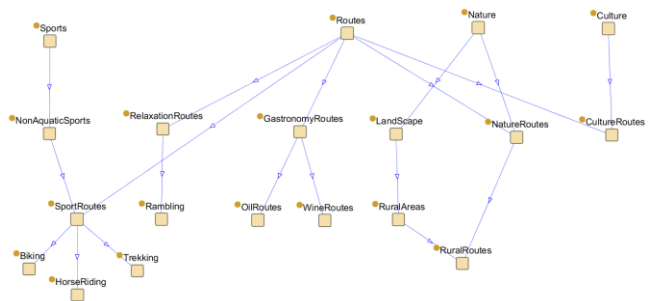 Sports
Routes
Nature
Culture
NonAquaticSports
RelaxationRoutes
GastronomyRoutes
LandScape
NatureRoutes
CultureRoutes
SportRoutes
Rambling
OilRoutes
WineRoutes
RuralAreas
Biking
HorseRiding
Trekking
RuralRoutes